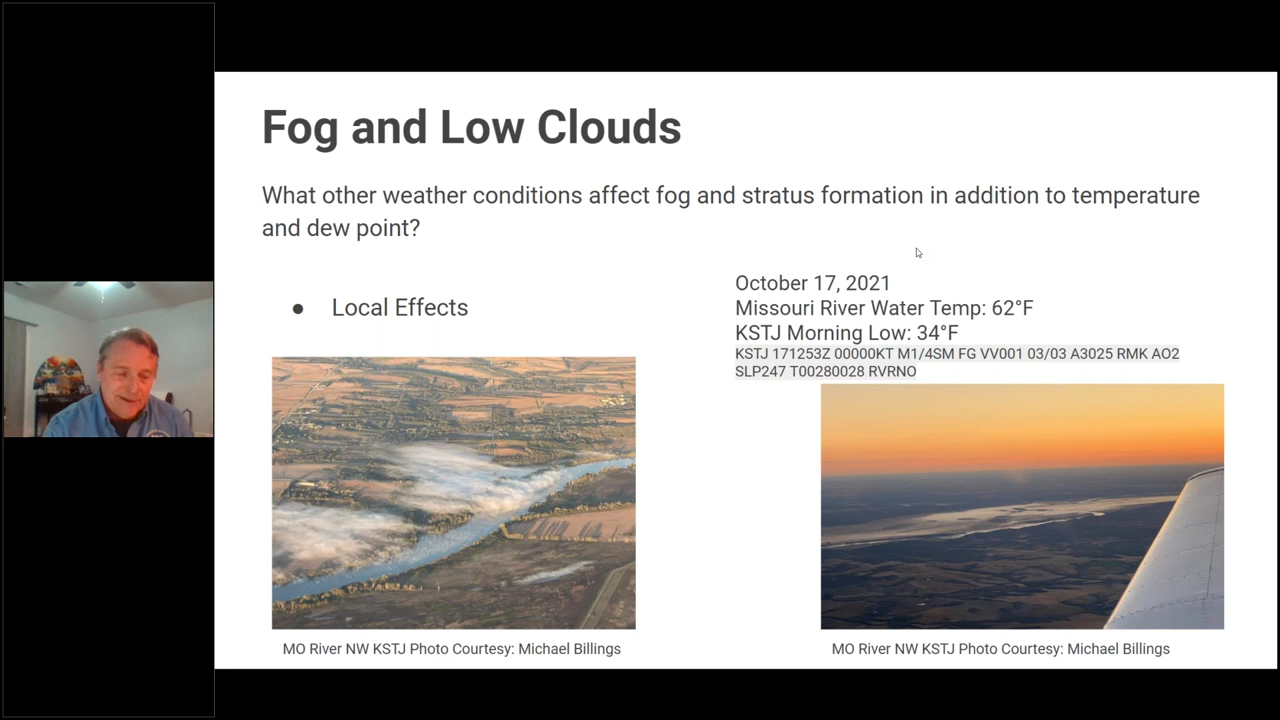 Fog and Low Clouds
What other weather conditions affect fog and stratus formation in addition to temperature
and dew point?
● Local Effects
October 17, 2021
Missouri River Water Temp: 62°F
KSTJ Morning Low: 34°F
KSTJ 171253Z 00000KT M1/4SM FG VV001 03/03 A3025 RMK AO2
SLP247 T00280028 RVRNO
MO River NW KSTJ Photo Courtesy: Michael Billings
MO River NW KSTJ Photo Courtesy: Michael Billings